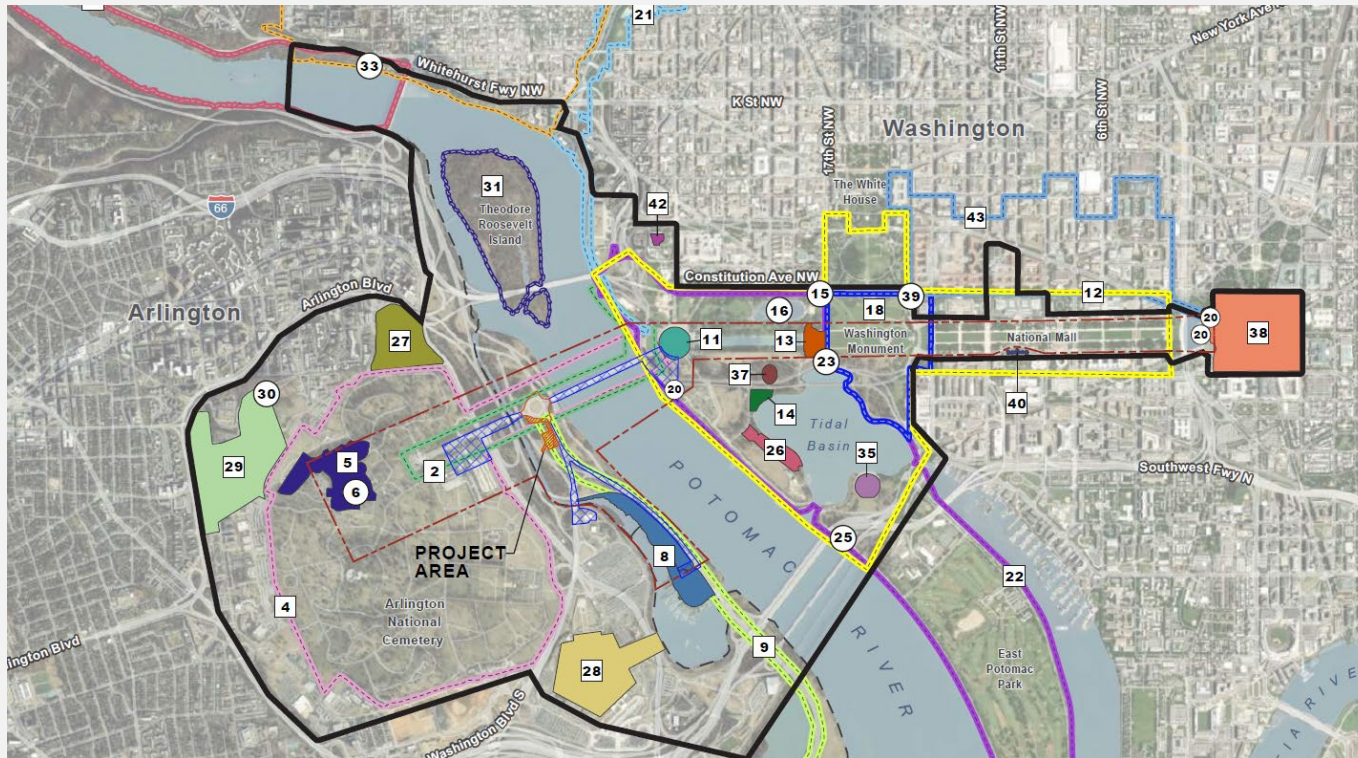 21
New York Ave
11th St NW
33
Whitehurst Fwy NW
K St NW
17th St NW
Washington
6th St NW
31
Theodore
Roosevelt
Island
66
42
The White
House
43
Constitution Ave NW
Arlington Blvd
Arlington
15
39
12
16
18
20
38
27
11
13
Washington
Monument
National Mall
20
23
37
20
40
30
14
Tidal
Basin
26
35
Southwest Fwy N
29
5
2
6
POTOMAC
RIVER
PROJECT
AREA
8
25
22
4
Arlington
National
Cemetery
9
East
Potomac
Park
28
ington Blvd
Washington Blvd S
TIA RIVE